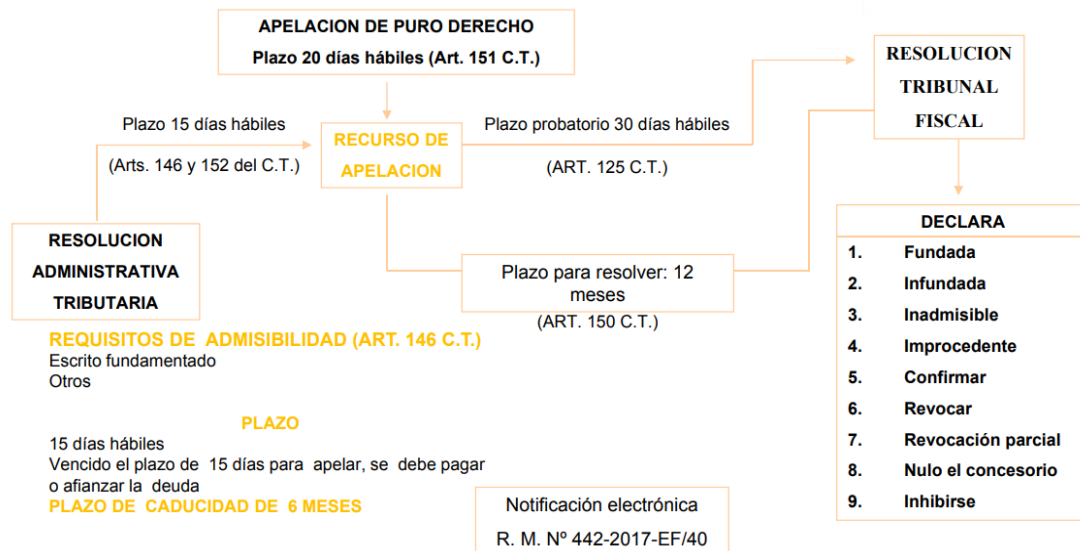 APELACION DE PURO DERECHO
Plazo 20 días hábiles (Art. 151 C.T.)
RESOLUCION
TRIBUNAL
FISCAL
Plazo 15 días hábiles
(Arts. 146 y 152 del C.T.)
RECURSO DE
APELACION
Plazo probatorio 30 días hábiles
(ART. 125 C.T.)
RESOLUCION
ADMINISTRATIVA
TRIBUTARIA
Plazo para resolver: 12
meses
(ART. 150 C.T.)
DECLARA
1. Fundada
2. Infundada
3. Inadmisible
4. Improcedente
5. Confirmar
6. Revocar
7. Revocación parcial
8. Nulo el concesorio
9. Inhibirse
REQUISITOS DE ADMISIBILIDAD (ART. 146 C.T.)
Escrito fundamentado
Otros
PLAZO
15 días hábiles
Vencido el plazo de 15 días para apelar, se debe pagar
o afianzar la deuda
PLAZO DE CADUCIDAD DE 6 MESES
Notificación electrónica
R. M. Nº 442-2017-EF/40